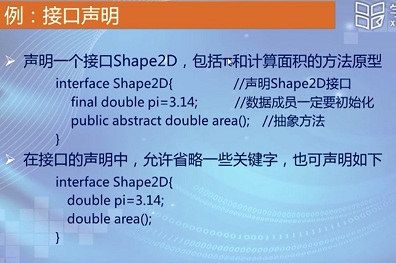 例：接口声明
声明一个接口Shape2D，包括π和计算面积的方法原型
interface Shape2D{ //声明Shape2D接口
final double pi=3.14; //数据成员一定要初始化
public abstract double area(); //抽象方法
}
在接口的声明中，允许省略一些关键字，也可声明如下
interface Shape2D{
double pi=3.14;
double area();
}